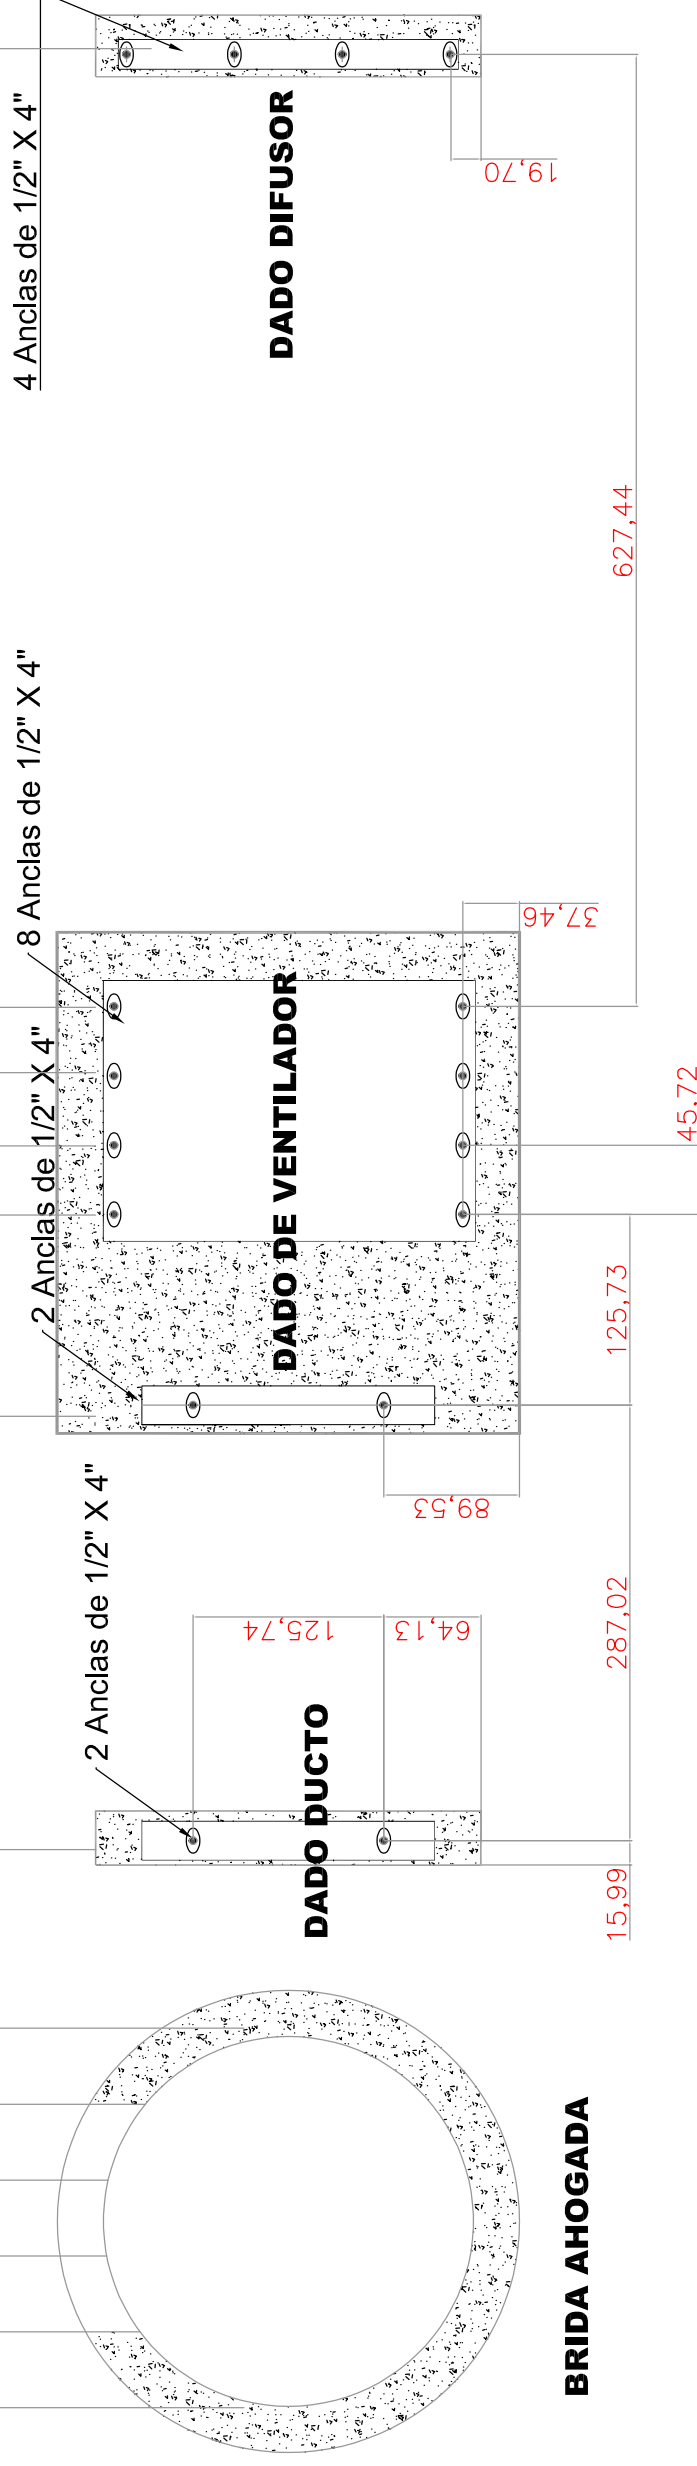 4 Anclas de 1/2" X 4"
DADO DIFUSOR
19,70
627,44
8 Anclas de 1/2" X 4"
37,46
DADO DE VENTILADOR
2 Anclas de 1/2" X 4"
45.72
125,73
89,53
2 Anclas de 1/2" X 4"
287,02
125,74
64,13
DADO DUCTO
15,99
BRIDA AHOGADA